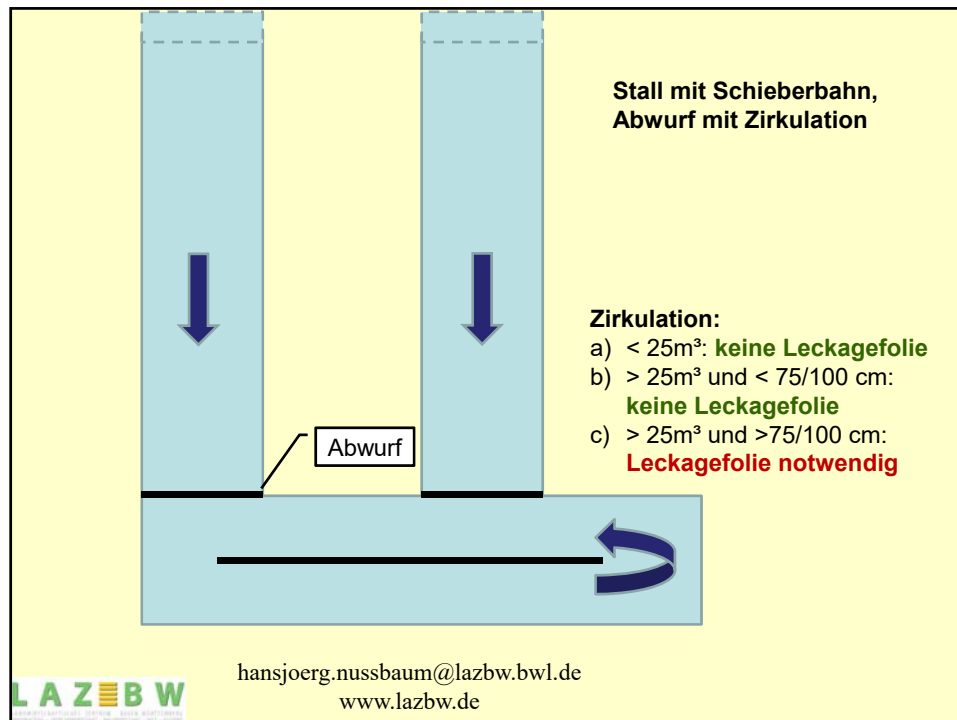 Stall mit Schieberbahn,
Abwurf mit Zirkulation
Zirkulation:
a) < 25m³: keine Leckagefolie
b) > 25m³ und < 75/100 cm:
keine Leckagefolie
c) > 25m³ und >75/100 cm:
Leckagefolie notwendig
Abwurf
hansjoerg.nussbaum@lazbw.bwl.de
www.lazbw.de
LAZBW